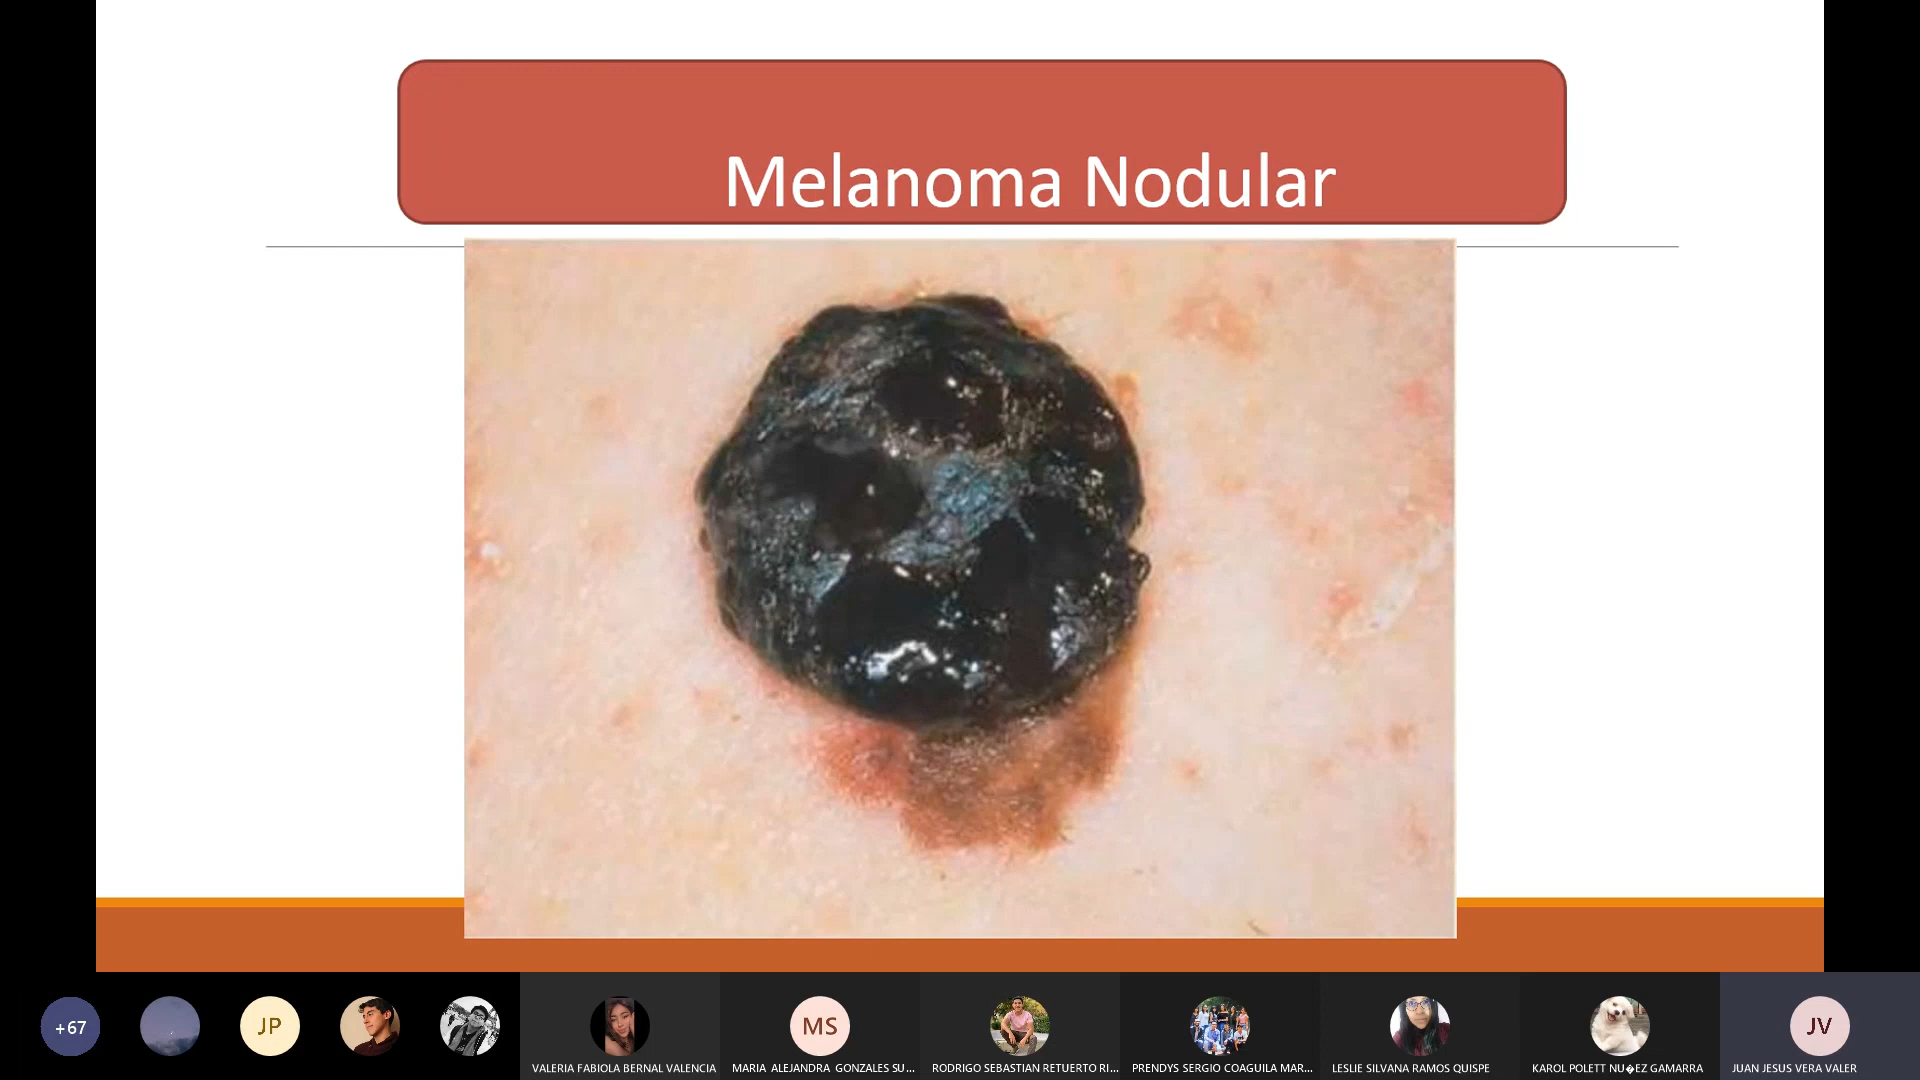 Melanoma Nodular
+67
JP
MS
JV
VALERIA FABIOLA BERNAL VALENCIA
MARIA ALEJANDRA GONZALES SU...
RODRIGO SEBASTIAN RETUERTO RI...
PRENDYS SERGIO COAGUILA MAR...
LESLIE SILVANA RAMOS QUISPE
KAROL POLETT NU�EZ GAMARRA
JUAN JESUS VERA VALER